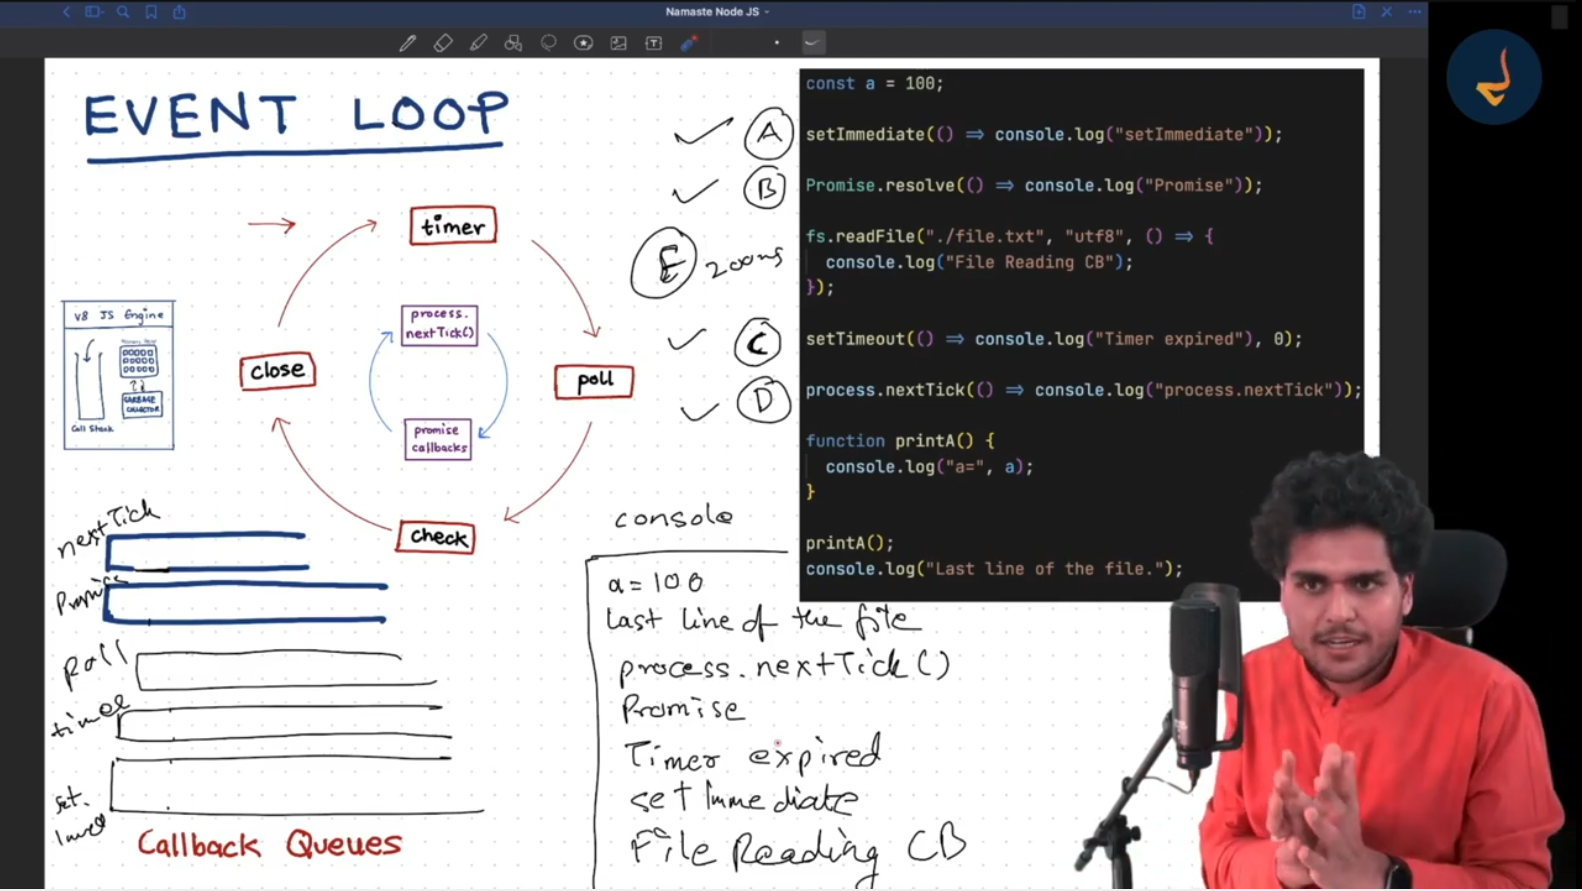 Namaste Node JS
EVENT LOOP
timer
process.
nextTick()
promise
callbacks
poll
check
close
V8 JS Engine
Call Stack
GARBAGE
COLLECTOR
A
B
E 200ms
C
D
const a = 100;
setImmediate(() => console.log("setImmediate"));
Promise.resolve(() => console.log("Promise"));
fs.readFile("./file.txt", "utf8", () => {
console.log("File Reading CB");
});
setTimeout(() => console.log("Timer expired"), 0);
process.nextTick(() => console.log("process.nextTick"));
function printA() {
console.log("a=", a);
}
printA();
console.log("Last line of the file.");
nextTick
poll
timer
set.
Callback Queues
console
a = 100
last line of the file
process.nextTick()
Promise
Timer expired
setImmediate
File Reading CB